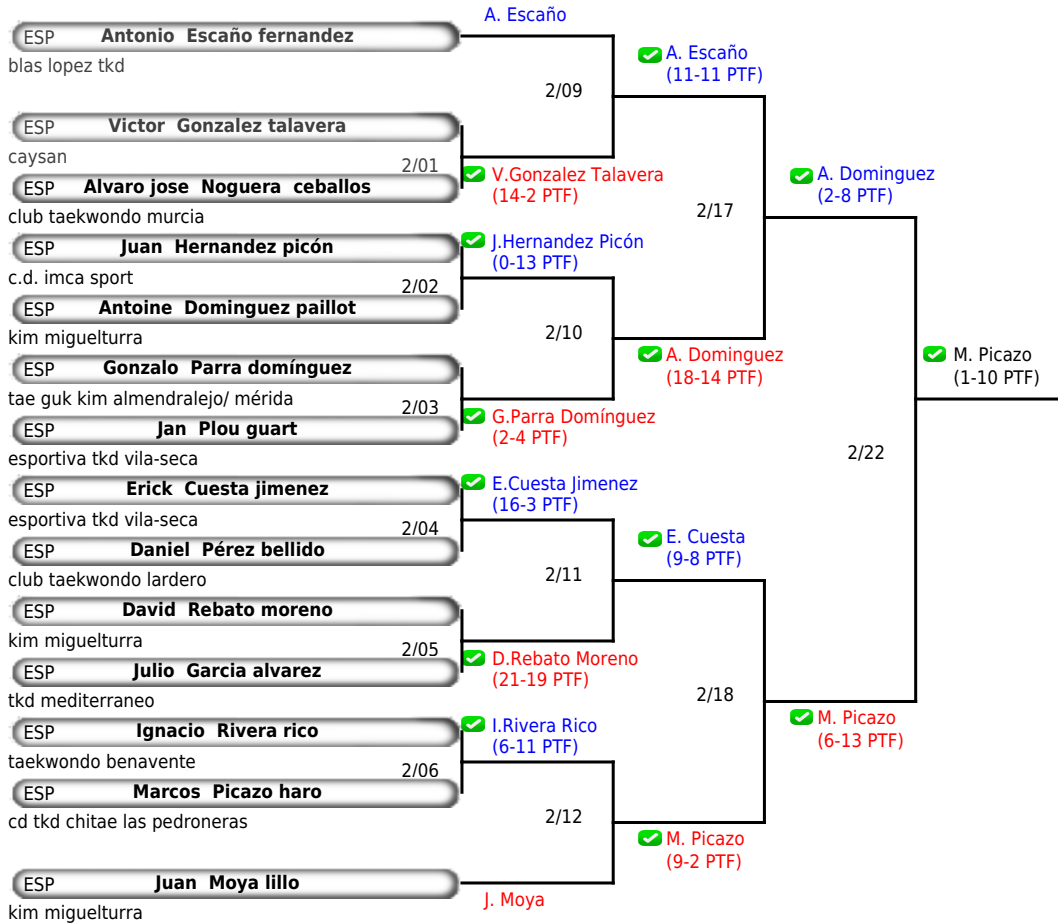 A. Escaño
ESP Antonio Escaño fernandez
blas lopez tkd
A. Escaño
(11-11 PTF)
2/09
ESP Victor Gonzalez talavera
caysan
2/01
V.Gonzalez Talavera
(14-2 PTF)
ESP Alvaro jose Noguera ceballos
club taekwondo murcia
A. Dominguez
(2-8 PTF)
2/17
ESP Juan Hernandez picón
J.Hernandez Picón
(0-13 PTF)
c.d. imca sport
2/02
ESP Antoine Dominguez paillot
kim miguelturra
2/10
A. Dominguez
(18-14 PTF)
ESP Gonzalo Parra domínguez
tae guk kim almendralejo/ mérida
2/03
G.Parra Domínguez
(2-4 PTF)
ESP Jan Plou guart
esportiva tkd vila-seca
M. Picazo
(1-10 PTF)
2/22
ESP Erick Cuesta jimenez
E.Cuesta Jimenez
(16-3 PTF)
esportiva tkd vila-seca
2/04
ESP Daniel Pérez bellido
club taekwondo lardero
E. Cuesta
(9-8 PTF)
2/11
ESP David Rebato moreno
kim miguelturra
2/05
D.Rebato Moreno
(21-19 PTF)
ESP Julio Garcia alvarez
tkd mediterraneo
2/18
M. Picazo
(6-13 PTF)
ESP Ignacio Rivera rico
I.Rivera Rico
(6-11 PTF)
taekwondo benavente
2/06
ESP Marcos Picazo haro
cd tkd chitae las pedroneras
2/12
M. Picazo
(9-2 PTF)
ESP Juan Moya lillo
J. Moya
kim miguelturra